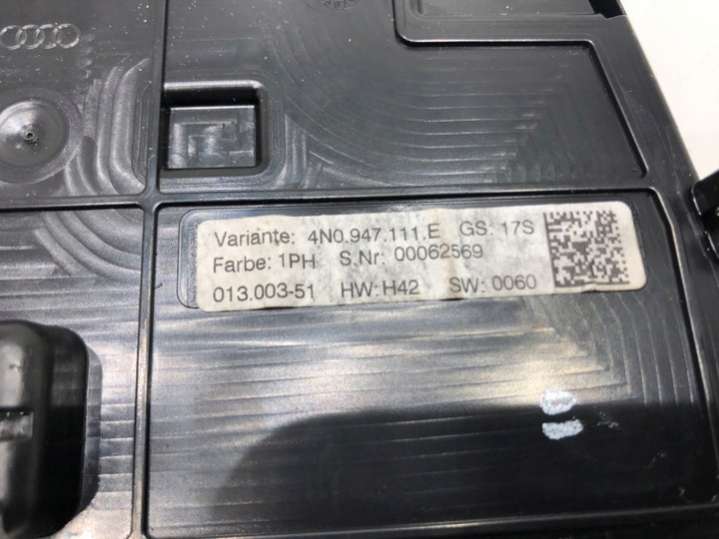 Variante: 4N0.947.111.E GS: 17S
Farbe: 1PH S.Nr: 00062569
013.003-51 HW: H42 SW: 0060